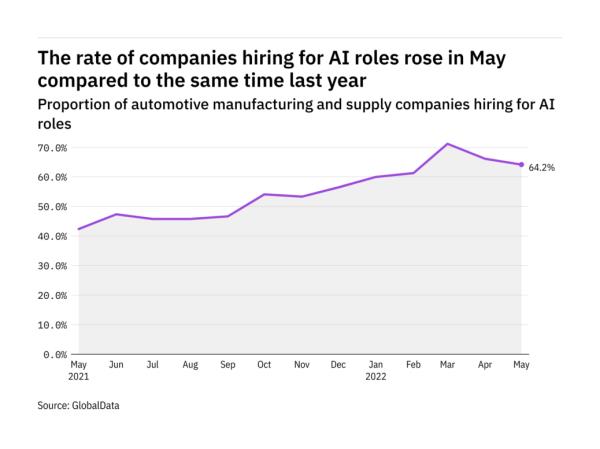 The rate of companies hiring for AI roles rose in May
compared to the same time last year
Proportion of automotive manufacturing and supply companies hiring for AI
roles
70.0%
60.0%
50.0%
40.0%
30.0%
20.0%
10.0%
0.0%
64.2%
May Jun Jul Aug Sep Oct Nov Dec Jan Feb Mar Apr May
2021 2022
Source: GlobalData